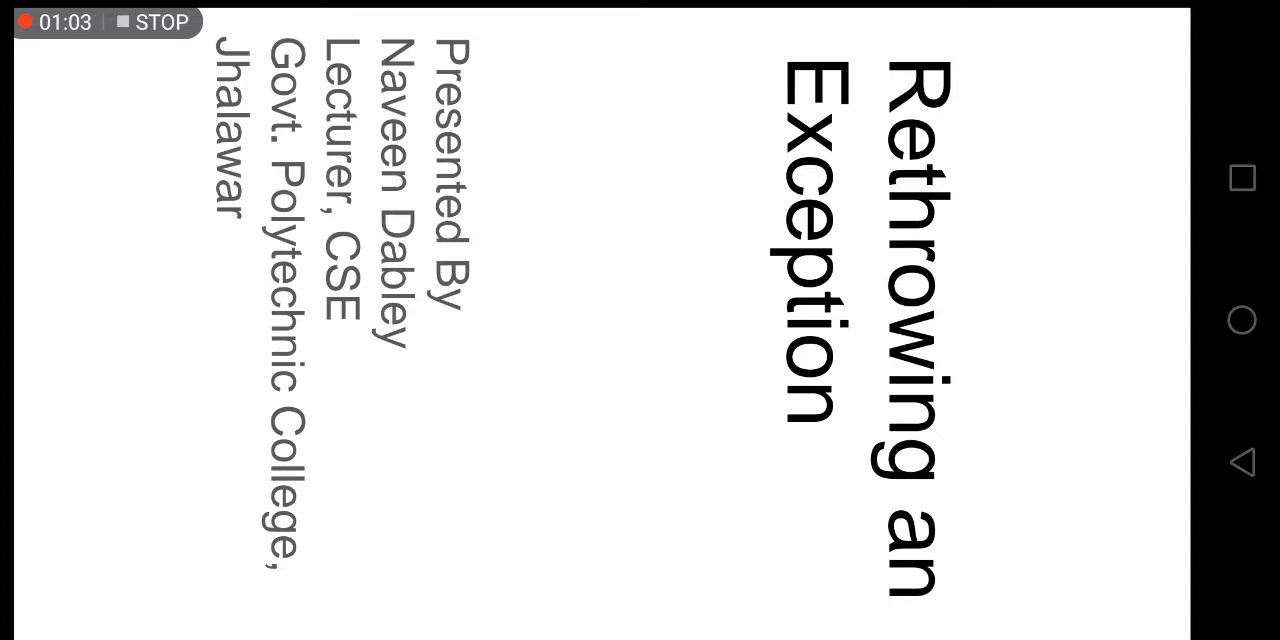 01:03 STOP
Rethrowing an
Exception
Presented By
Naveen Dabley
Lecturer, CSE
Govt. Polytechnic College,
Jhalawar